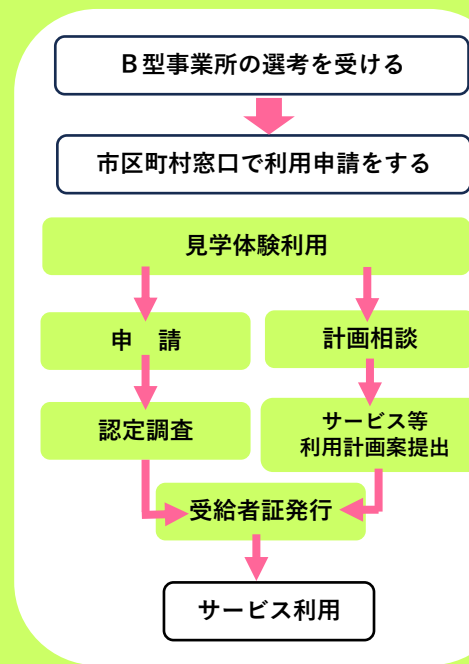 B型事業所の選考を受ける
市区町村窓口で利用申請をする
見学体験利用
申　請
計画相談
認定調査
サービス等
利用計画案提出
受給者証発行
サービス利用